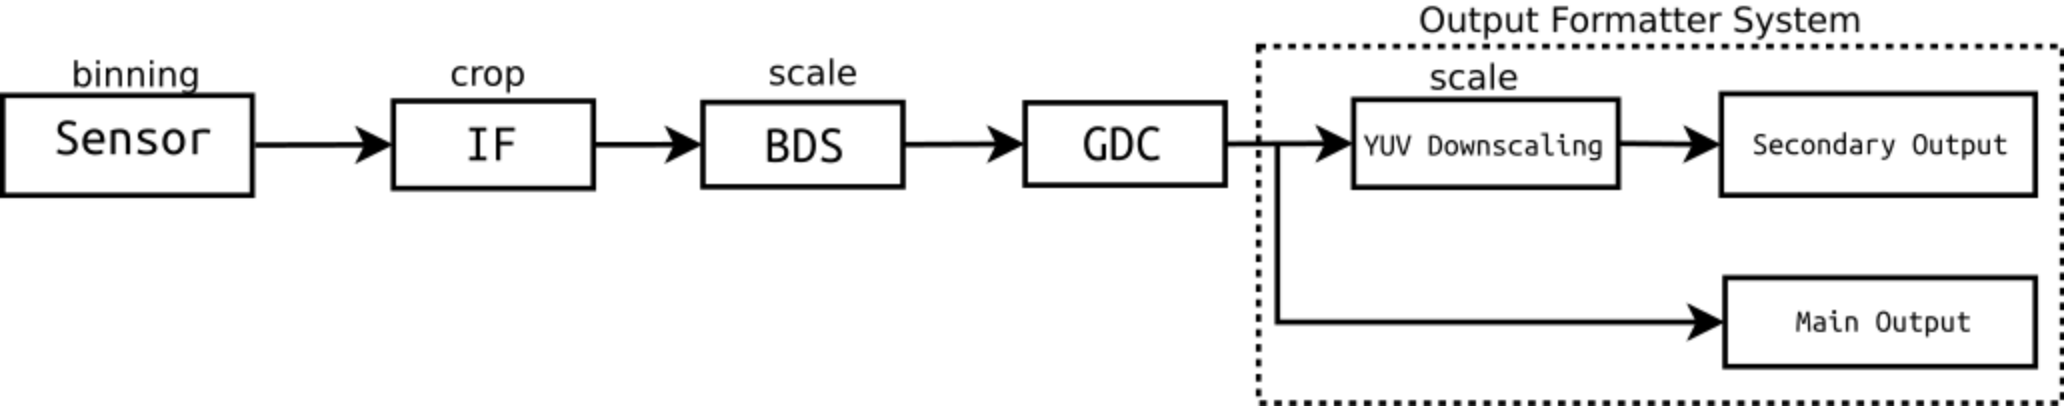 Output Formatter System
binning
crop
scale
scale
Sensor
IF
BDS
GDC
YUV Downscaling
Secondary Output
Main Output